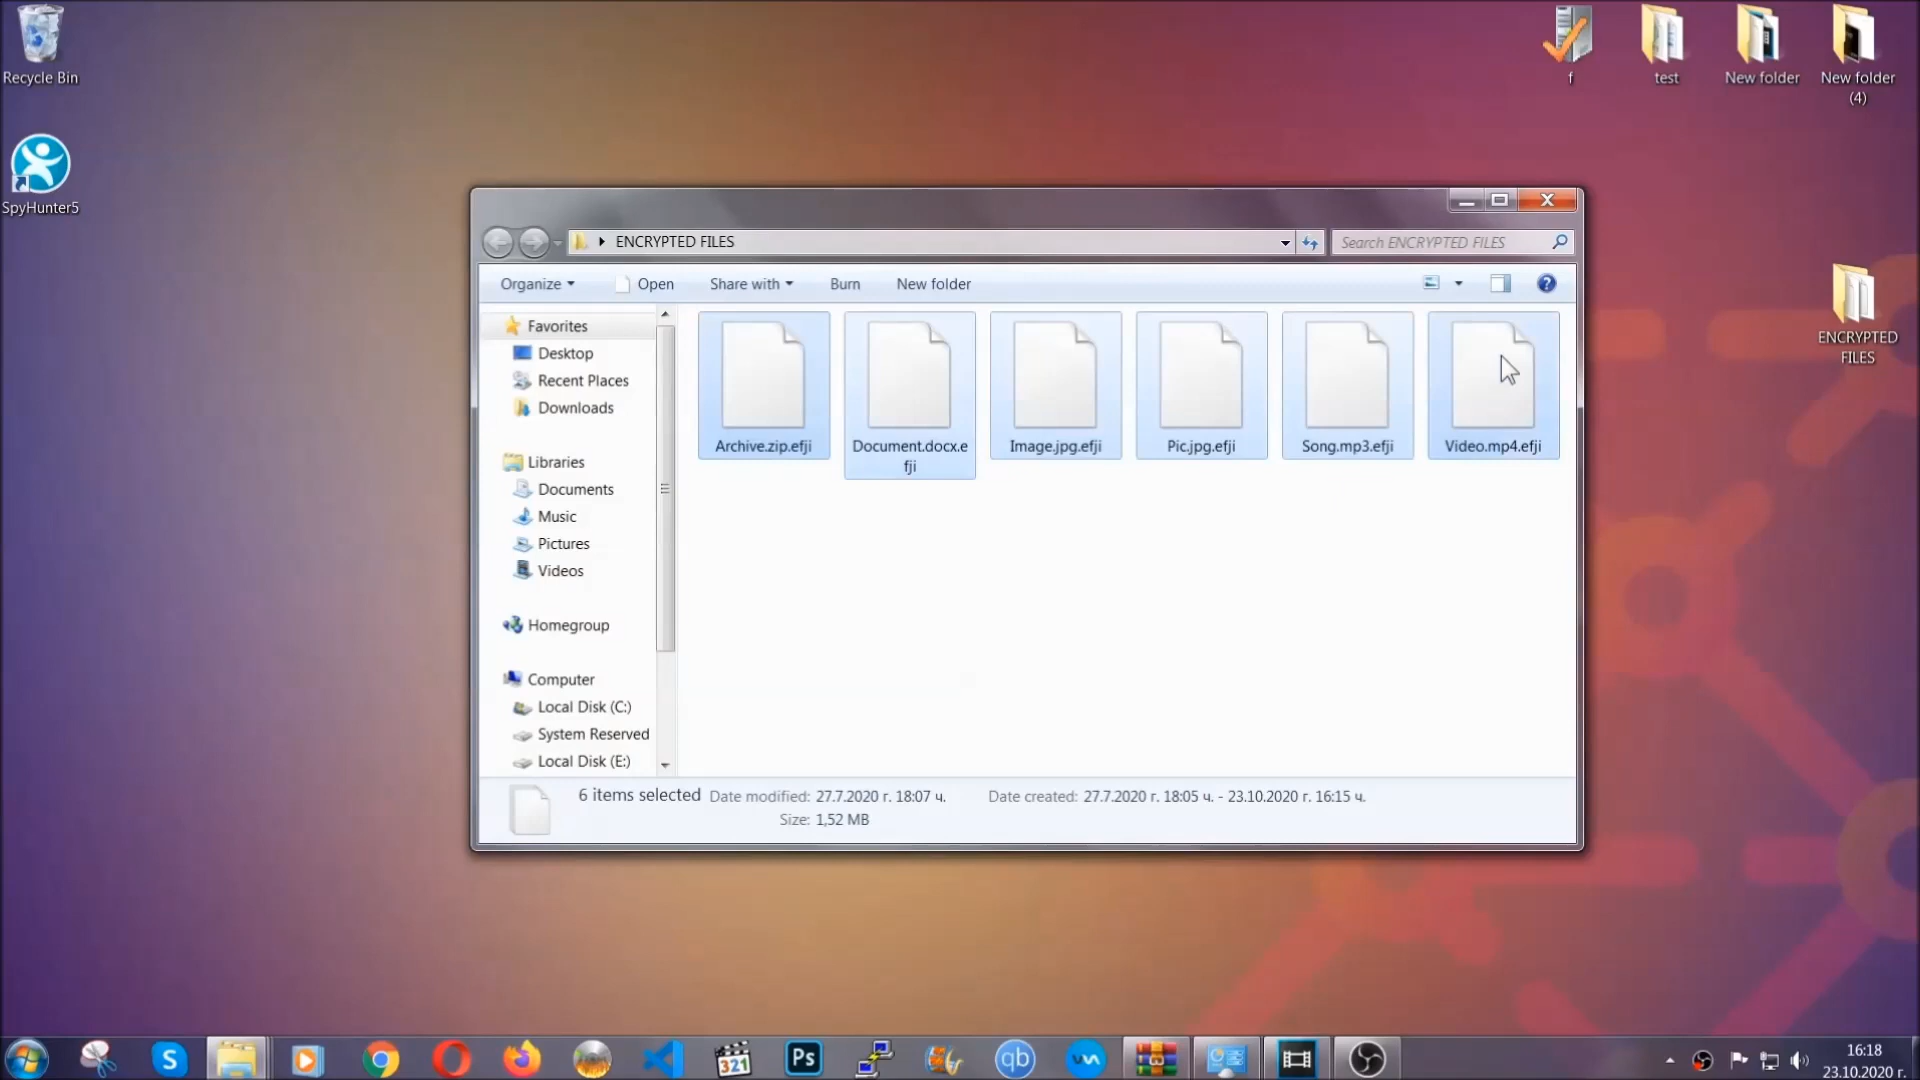 Recycle Bin
SpyHunter5
f
test
New folder
New folder
(4)
ENCRYPTED
FILES
ENCRYPTED FILES
Search ENCRYPTED FILES
Organize
Open
Share with
Burn
New folder
Favorites
Desktop
Recent Places
Downloads
Libraries
Documents
Music
Pictures
Videos
Homegroup
Computer
Local Disk (C:)
System Reserved
Local Disk (E:)
Archive.zip.efji
Document.docx.e
fji
Image.jpg.efji
Pic.jpg.efji
Song.mp3.efji
Video.mp4.efji
6 items selected Date modified: 27.7.2020 г. 18:07 ч. Date created: 27.7.2020 г. 18:05 ч. - 23.10.2020 г. 16:15 ч.
Size: 1,52 MB
S
321
Ps
qb
16:18
23.10.2020 г.